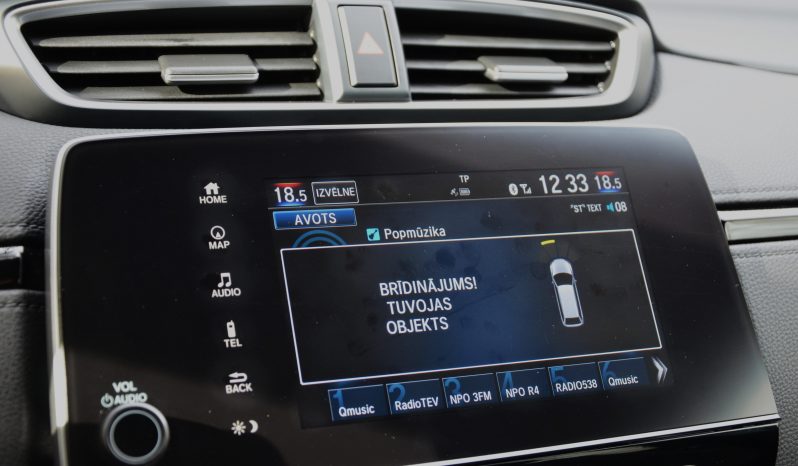 HOME
MAP
AUDIO
TEL
BACK
VOL
AUDIO
18.5 IZVĒLNE TP 12 33 18.5
AVOTS "ST" TEXT 08
Popmūzika
BRĪDINĀJUMS!
TUVOJAS
OBJEKTS
1 Qmusic 2 RadioTEV 3 NPO 3FM 4 NPO R4 5 RADIO538 6 Qmusic